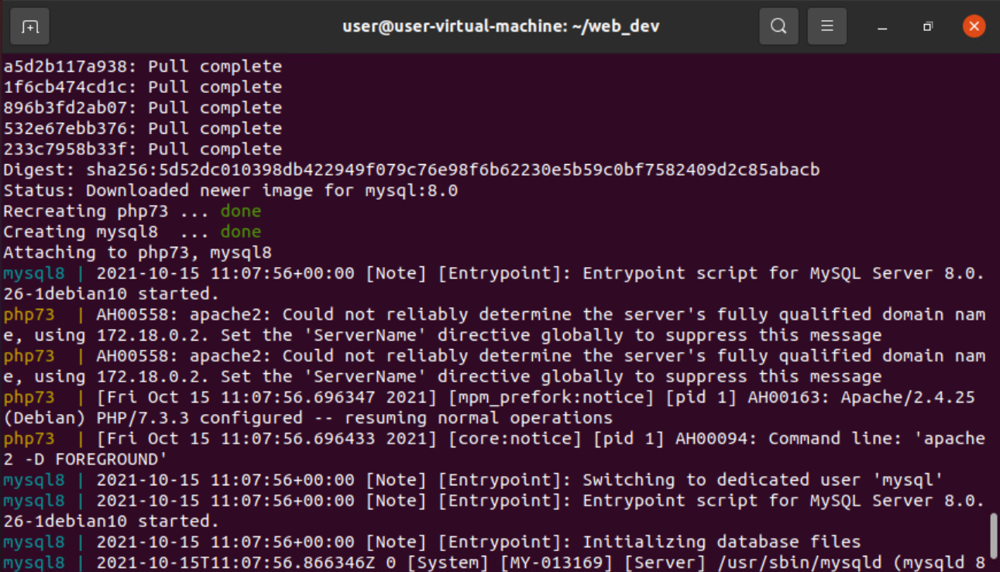 user@user-virtual-machine: ~/web_dev
a5d2b117a938: Pull complete
1f6cb474cd1c: Pull complete
896b3fd2ab07: Pull complete
532e67ebb376: Pull complete
233c7958b33f: Pull complete
Digest: sha256:5d52dc010398db422949f079c76e98f6b62230e5b59c0bf7582409d2c85abacb
Status: Downloaded newer image for mysql:8.0
Recreating php73 ... done
Creating mysql8  ... done
Attaching to php73, mysql8
mysql8 | 2021-10-15 11:07:56+00:00 [Note] [Entrypoint]: Entrypoint script for MySQL Server 8.0.
26-1debian10 started.
php73  | AH00558: apache2: Could not reliably determine the server's fully qualified domain nam
e, using 172.18.0.2. Set the 'ServerName' directive globally to suppress this message
php73  | AH00558: apache2: Could not reliably determine the server's fully qualified domain nam
e, using 172.18.0.2. Set the 'ServerName' directive globally to suppress this message
php73  | [Fri Oct 15 11:07:56.696347 2021] [mpm_prefork:notice] [pid 1] AH00163: Apache/2.4.25
(Debian) PHP/7.3.3 configured -- resuming normal operations
php73  | [Fri Oct 15 11:07:56.696433 2021] [core:notice] [pid 1] AH00094: Command line: 'apache
2 -D FOREGROUND'
mysql8 | 2021-10-15 11:07:56+00:00 [Note] [Entrypoint]: Switching to dedicated user 'mysql'
mysql8 | 2021-10-15 11:07:56+00:00 [Note] [Entrypoint]: Entrypoint script for MySQL Server 8.0.
26-1debian10 started.
mysql8 | 2021-10-15 11:07:56+00:00 [Note] [Entrypoint]: Initializing database files
mysql8 | 2021-10-15T11:07:56.866346Z 0 [System] [MY-013169] [Server] /usr/sbin/mysqld (mysqld 8